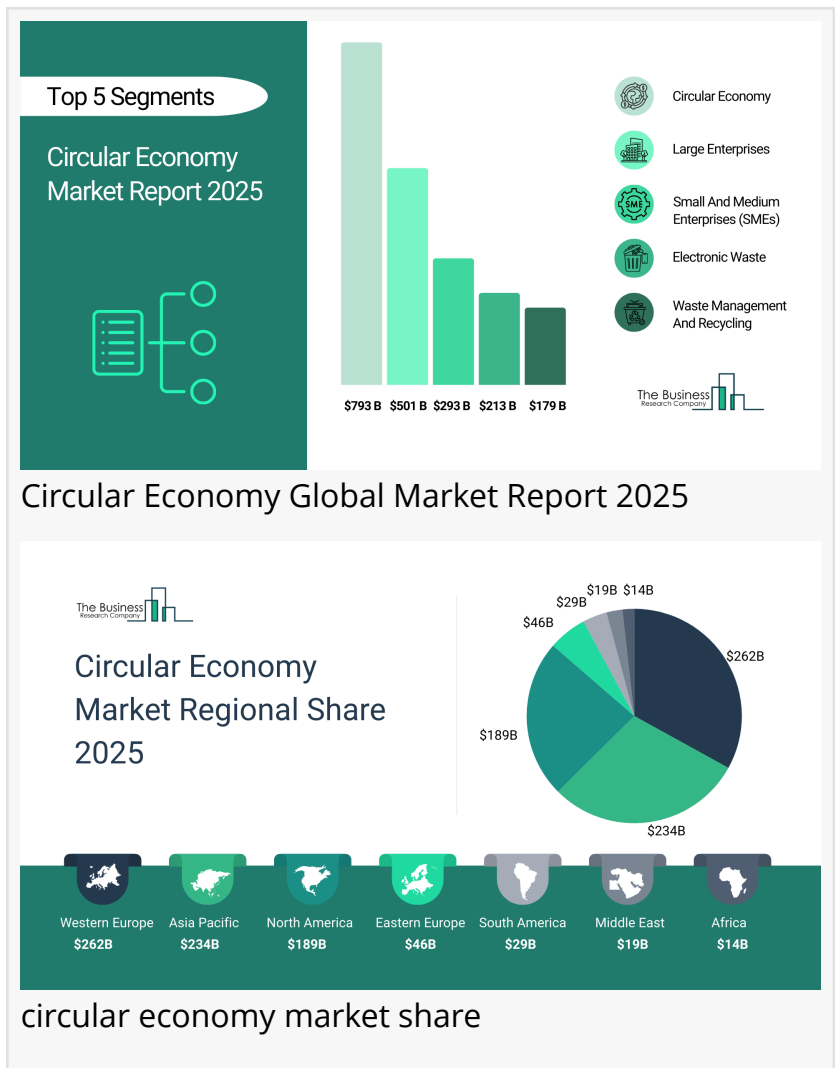 Top 5 Segments
Circular Economy
Market Report 2025
$793 B $501 B $293 B $213 B $179 B
Circular Economy
Large Enterprises
SME
Small And Medium
Enterprises (SMEs)
Electronic Waste
Waste Management
And Recycling
The Business
Research Company
Circular Economy Global Market Report 2025
The Business
Research Company
Circular Economy
Market Regional Share
2025
$19B $14B
$29B
$46B
$262B
$189B
$234B
Western Europe Asia Pacific North America Eastern Europe South America Middle East Africa
$262B $234B $189B $46B $29B $19B $14B
circular economy market share